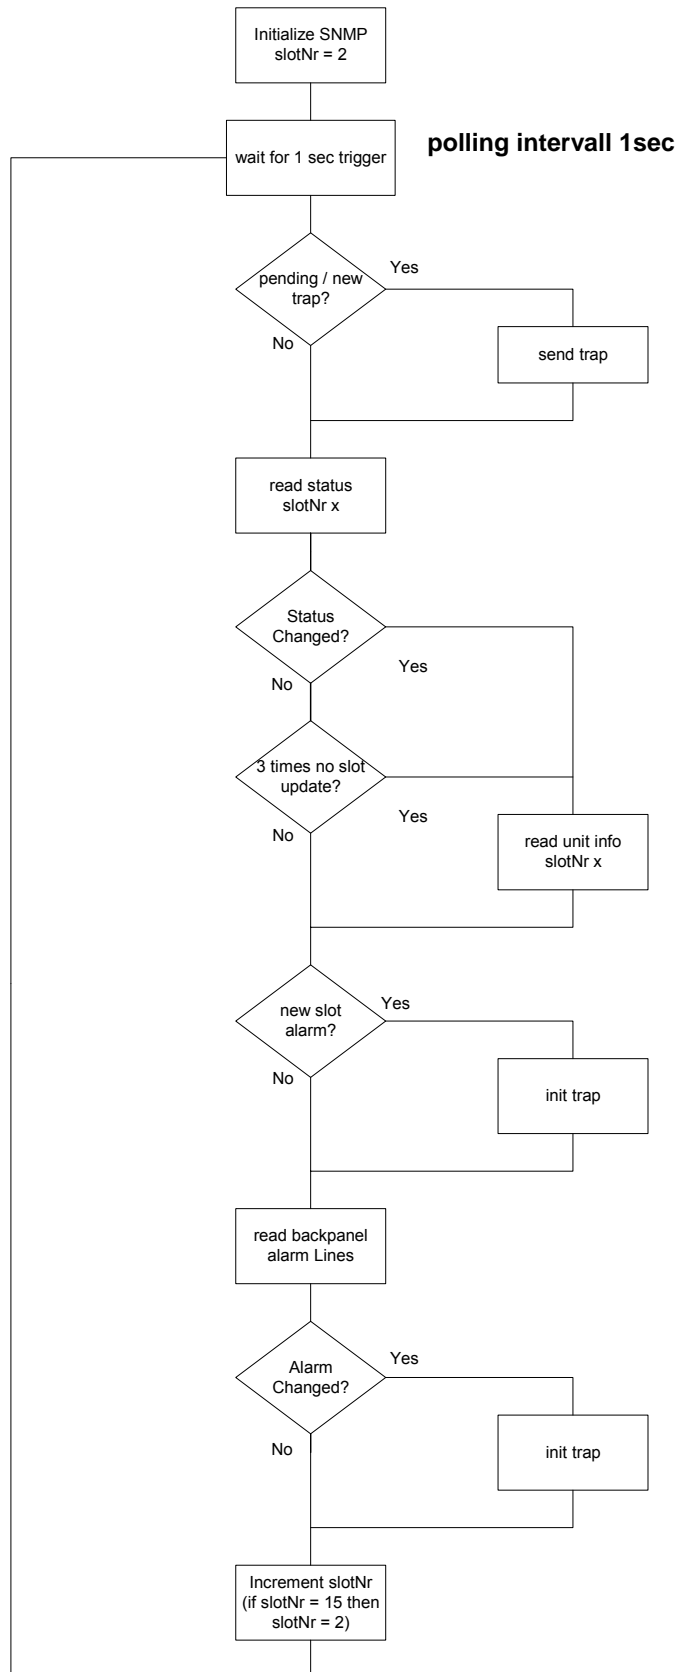 Initialize SNMP
slotNr = 2
wait for 1 sec trigger
polling intervall 1sec
pending / new
trap?
Yes
No
send trap
read status
slotNr x
Status
Changed?
Yes
No
3 times no slot
update?
Yes
No
read unit info
slotNr x
new slot
alarm?
Yes
No
init trap
read backpanel
alarm Lines
Alarm
Changed?
Yes
No
init trap
Increment slotNr
(if slotNr = 15 then
slotNr = 2)